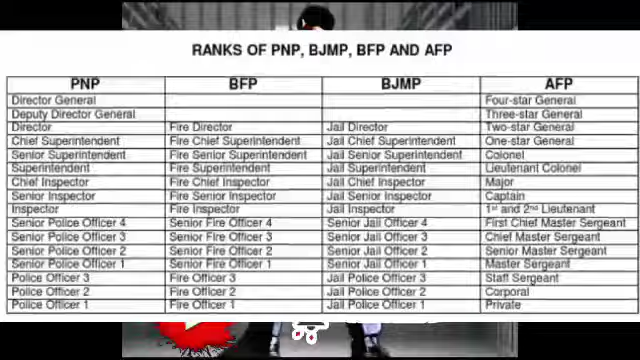 RANKS OF PNP, BJMP, BFP AND AFP
PNP BFP BJMP AFP
Director General Four-star General
Deputy Director General Three-star General
Director Fire Director Jail Director Two-star General
Chief Superintendent Fire Chief Superintendent Jail Chief Superintendent One-star General
Senior Superintendent Fire Senior Superintendent Jail Senior Superintendent Colonel
Superintendent Fire Superintendent Jail Superintendent Lieutenant Colonel
Chief Inspector Fire Chief Inspector Jail Chief Inspector Major
Senior Inspector Fire Senior Inspector Jail Senior Inspector Captain
Inspector Fire Inspector Jail Inspector 1st and 2nd Lieutenant
Senior Police Officer 4 Senior Fire Officer 4 Senior Jail Officer 4 First Chief Master Sergeant
Senior Police Officer 3 Senior Fire Officer 3 Senior Jail Officer 3 Chief Master Sergeant
Senior Police Officer 2 Senior Fire Officer 2 Senior Jail Officer 2 Senior Master Sergeant
Senior Police Officer 1 Senior Fire Officer 1 Senior Jail Officer 1 Master Sergeant
Police Officer 3 Fire Officer 3 Jail Police Officer 3 Staff Sergeant
Police Officer 2 Fire Officer 2 Jail Police Officer 2 Corporal
Police Officer 1 Fire Officer 1 Jail Police Officer 1 Private